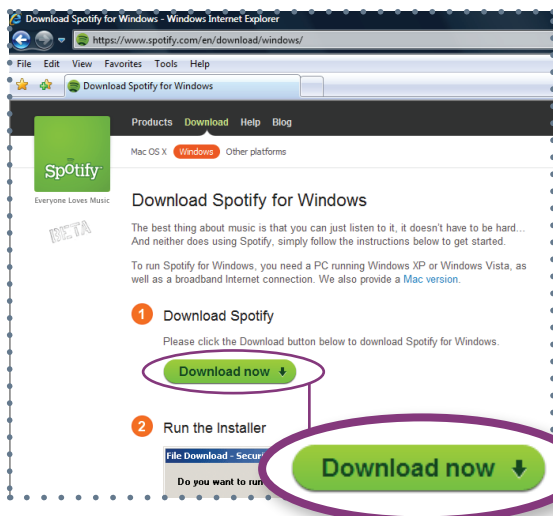 Download Spotify for Windows - Windows Internet Explorer
https://www.spotify.com/en/download/windows/
File Edit View Favorites Tools Help
Download Spotify for Windows
Products Download Help Blog
Mac OS X Windows Other platforms
Spotify
Everyone Loves Music
BETA
Download Spotify for Windows
The best thing about music is that you can just listen to it, it doesn't have to be hard...
And neither does using Spotify, simply follow the instructions below to get started.
To run Spotify for Windows, you need a PC running Windows XP or Windows Vista, as
well as a broadband Internet connection. We also provide a Mac version.
1 Download Spotify
Please click the Download button below to download Spotify for Windows.
Download now
2 Run the Installer
File Download - Secur
Do you want to run
Download now